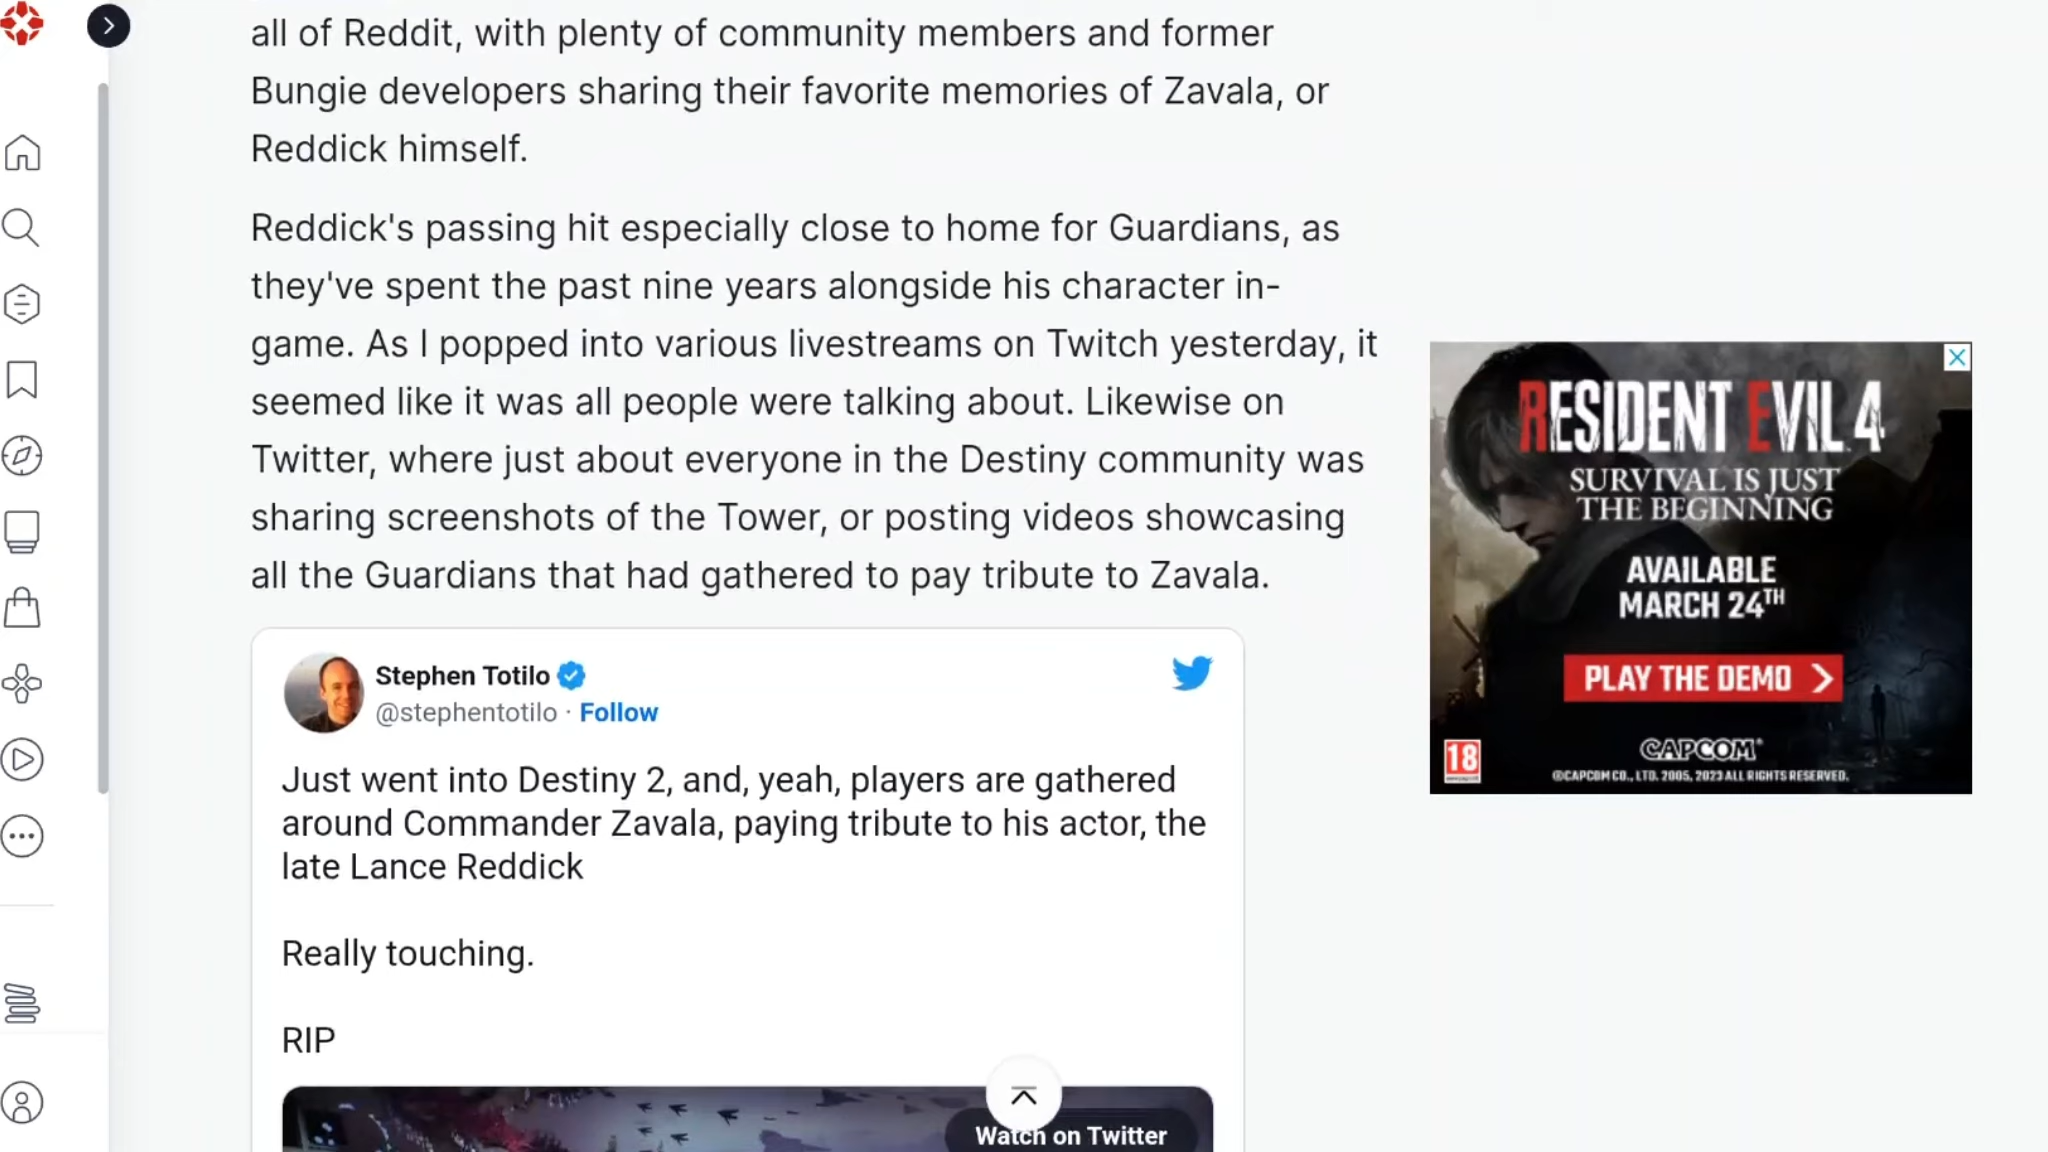 all of Reddit, with plenty of community members and former
Bungie developers sharing their favorite memories of Zavala, or
Reddick himself.
Reddick's passing hit especially close to home for Guardians, as
they've spent the past nine years alongside his character in-
game. As I popped into various livestreams on Twitch yesterday, it
seemed like it was all people were talking about. Likewise on
Twitter, where just about everyone in the Destiny community was
sharing screenshots of the Tower, or posting videos showcasing
all the Guardians that had gathered to pay tribute to Zavala.
Stephen Totilo
@stephentotilo · Follow
Just went into Destiny 2, and, yeah, players are gathered
around Commander Zavala, paying tribute to his actor, the
late Lance Reddick
Really touching.
RIP
Watch on Twitter
RESIDENT EVIL 4
SURVIVAL IS JUST
THE BEGINNING
AVAILABLE
MARCH 24TH
PLAY THE DEMO
18
CAPCOM
©CAPCOM CO., LTD. 2005, 2023 ALL RIGHTS RESERVED.